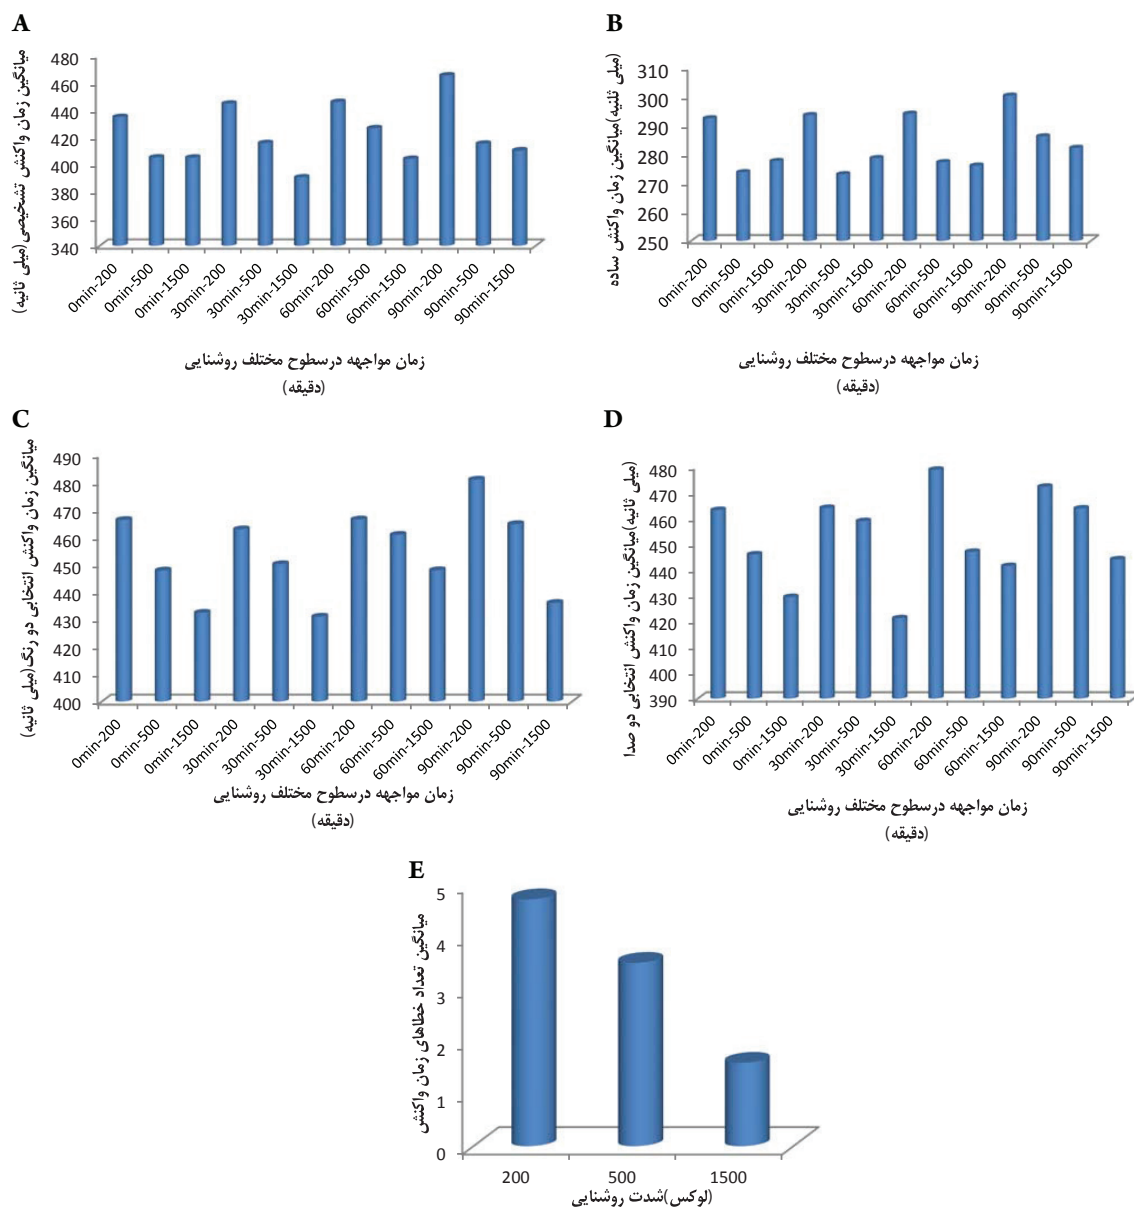 A
میانگین زمان واکنش تشخیصی(میلی ثانیه)
480
460
440
420
400
380
360
340
0min-200
0min-500
0min-1500
30min-200
30min-500
30min-1500
60min-200
60min-500
60min-1500
90min-200
90min-500
90min-1500
زمان مواجهه درسطوح مختلف روشنایی
(دقیقه)
B
(میلی ثلنیه)میانگین زمان واکنش ساده
310
300
290
280
270
260
250
0min-200
0min-500
0min-1500
30min-200
30min-500
30min-1500
60min-200
60min-500
60min-1500
90min-200
90min-500
90min-1500
زمان مواجهه درسطوح مختلف روشنایی
(دقیقه)
C
میانگین زمان واکنش انتخابی دو رنگ(میلی ثانیه)
490
480
470
460
450
440
430
420
410
400
0min-200
0min-500
0min-1500
30min-200
30min-500
30min-1500
60min-200
60min-500
60min-1500
90min-200
90min-500
90min-1500
زمان مواجهه درسطوح مختلف روشنایی
(دقیقه)
D
(میلی ثانیه)میانگین زمان واکنش انتخابی دو صدا
480
470
460
450
440
430
420
410
400
390
0min-200
0min-500
0min-1500
30min-200
30min-500
30min-1500
60min-200
60min-500
60min-1500
90min-200
90min-500
90min-1500
زمان مواجهه درسطوح مختلف روشنایی
(دقیقه)
E
میانگین تعداد خطاهای زمان واکنش
5
4
3
2
1
0
200
500
1500
(لوکس)شدت روشنایی